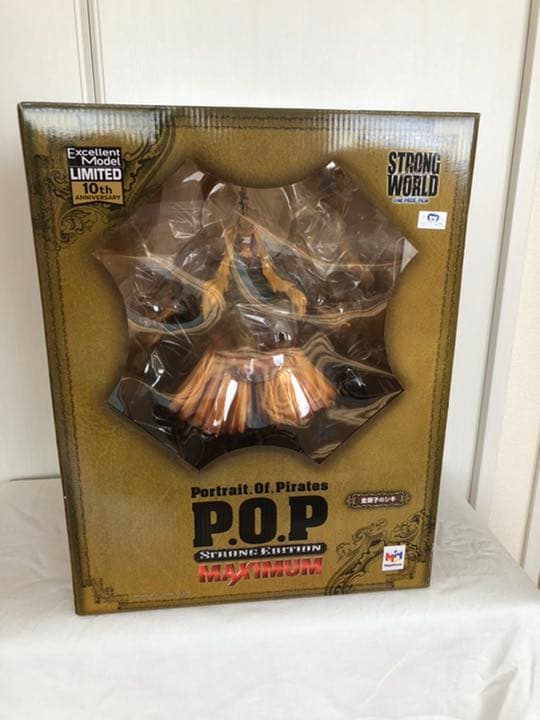 Excellent
Model
LIMITED
10th
ANNIVERSARY
STRONG
WORLD
ONE PIECE FILM
Portrait.Of.Pirates
P.O.P
STRONG EDITION
MAXIMUM
金獅子のシキ
MegaHouse